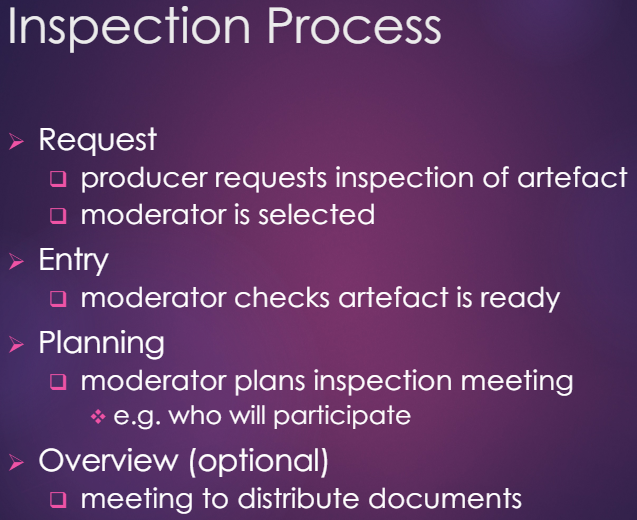 Inspection Process
Request
producer requests inspection of artefact
moderator is selected
Entry
moderator checks artefact is ready
Planning
moderator plans inspection meeting
e.g. who will participate
Overview (optional)
meeting to distribute documents